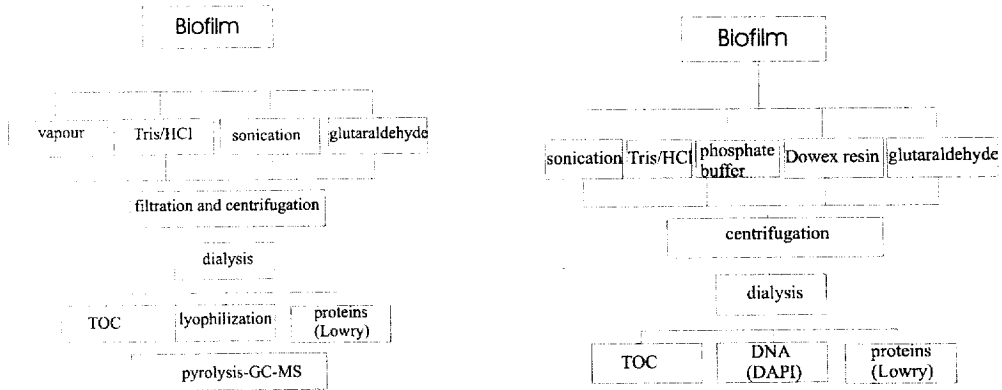 Biofilm
vapour
Tris/HCl
sonication
glutaraldehyde
filtration and centrifugation
dialysis
TOC
lyophilization
proteins
(Lowry)
pyrolysis-GC-MS
Biofilm
sonication
Tris/HCl
phosphate
buffer
Dowex resin
glutaraldehyde
centrifugation
dialysis
TOC
DNA
(DAPI)
proteins
(Lowry)